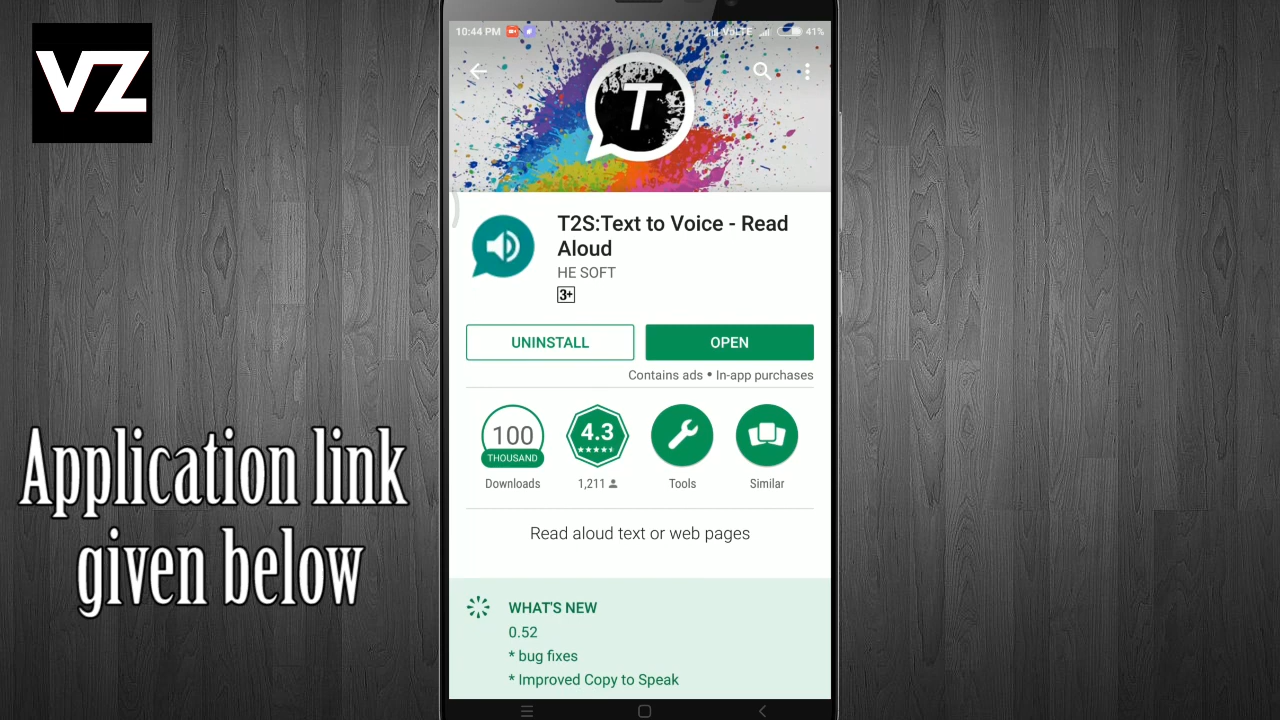 VZ
10:44 PM
VoLTE
41%
T
T2S:Text to Voice - Read
Aloud
HE SOFT
3+
UNINSTALL
OPEN
Contains ads • In-app purchases
100
THOUSAND
Downloads
4.3
1,211
Tools
Similar
Read aloud text or web pages
WHAT'S NEW
0.52
* bug fixes
* Improved Copy to Speak
Application link
given below